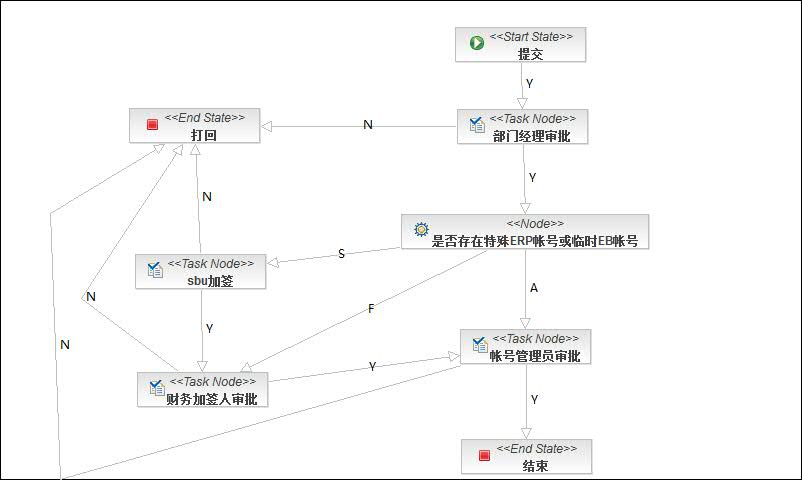 <<Start State>>
提交
Y
<<End State>>
打回
N
<<Task Node>>
部门经理审批
Y
N
<<Node>>
是否存在特殊ERP帐号或临时EB帐号
S
<<Task Node>>
sbu加签
A
N
F
Y
<<Task Node>>
帐号管理员审批
N
Y
<<Task Node>>
财务加签人审批
Y
<<End State>>
结束